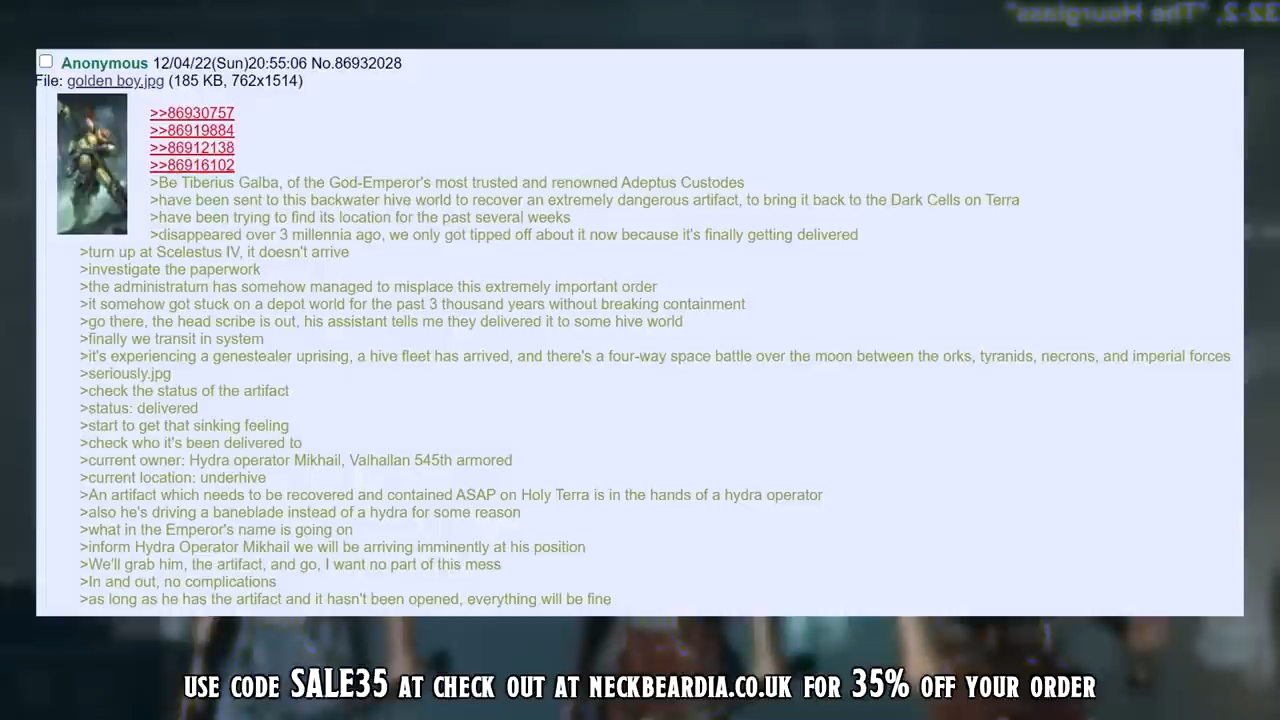 32-2, "The Hourglass"
Anonymous 12/04/22(Sun)20:55:06 No.86932028
File: golden boy.jpg (185 KB, 762x1514)
>>86930757
>>86919884
>>86912138
>>86916102
>Be Tiberius Galba, of the God-Emperor's most trusted and renowned Adeptus Custodes
>have been sent to this backwater hive world to recover an extremely dangerous artifact, to bring it back to the Dark Cells on Terra
>have been trying to find its location for the past several weeks
>disappeared over 3 millennia ago, we only got tipped off about it now because it's finally getting delivered
>turn up at Scelestus IV, it doesn't arrive
>investigate the paperwork
>the administratum has somehow managed to misplace this extremely important order
>it somehow got stuck on a depot world for the past 3 thousand years without breaking containment
>go there, the head scribe is out, his assistant tells me they delivered it to some hive world
>finally we transit in system
>it's experiencing a genestealer uprising, a hive fleet has arrived, and there's a four-way space battle over the moon between the orks, tyranids, necrons, and imperial forces
>seriously.jpg
>check the status of the artifact
>status: delivered
>start to get that sinking feeling
>check who it's been delivered to
>current owner: Hydra operator Mikhail, Valhallan 545th armored
>current location: underhive
>An artifact which needs to be recovered and contained ASAP on Holy Terra is in the hands of a hydra operator
>also he's driving a baneblade instead of a hydra for some reason
>what in the Emperor's name is going on
>inform Hydra Operator Mikhail we will be arriving imminently at his position
>We'll grab him, the artifact, and go, I want no part of this mess
>In and out, no complications
>as long as he has the artifact and it hasn't been opened, everything will be fine
USE CODE SALE35 AT CHECK OUT AT NECKBEARDIA.CO.UK FOR 35% OFF YOUR ORDER